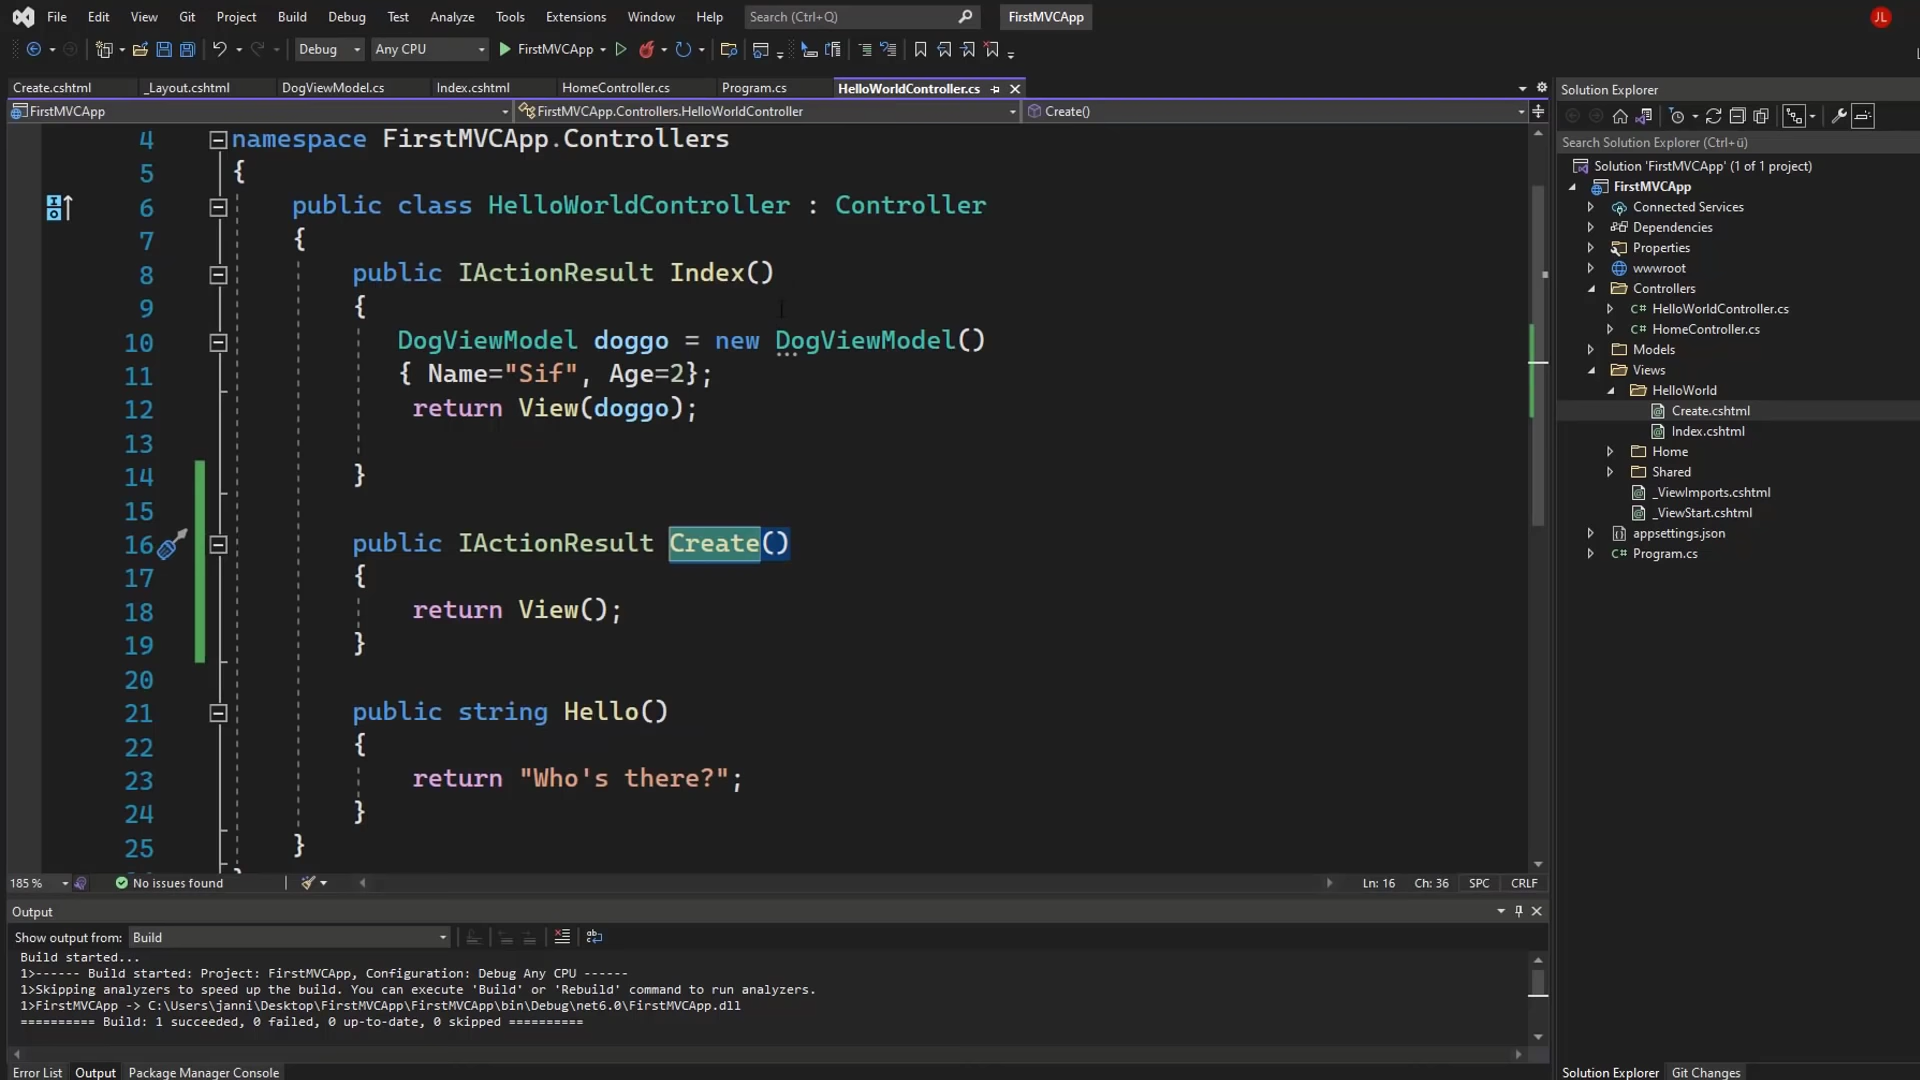 File Edit View Git Project Build Debug Test Analyze Tools Extensions Window Help Search (Ctrl+Q) FirstMVCApp JL
Debug Any CPU FirstMVCApp
Create.cshtml _Layout.cshtml DogViewModel.cs Index.cshtml HomeController.cs Program.cs HelloWorldController.cs
FirstMVCApp FirstMVCApp.Controllers.HelloWorldController Create()
4 namespace FirstMVCApp.Controllers
5 {
6 public class HelloWorldController : Controller
7 {
8 public IActionResult Index()
9 {
10 DogViewModel doggo = new DogViewModel()
11 { Name="Sif", Age=2};
12 return View(doggo);
13
14 }
15
16 public IActionResult Create()
17 {
18 return View();
19 }
20
21 public string Hello()
22 {
23 return "Who's there?";
24 }
25 }
185 % No issues found Ln: 16 Ch: 36 SPC CRLF
Output
Show output from: Build
Build started...
1>------ Build started: Project: FirstMVCApp, Configuration: Debug Any CPU ------
1>Skipping analyzers to speed up the build. You can execute 'Build' or 'Rebuild' command to run analyzers.
1>FirstMVCApp -> C:\Users\janni\Desktop\FirstMVCApp\FirstMVCApp\bin\Debug\net6.0\FirstMVCApp.dll
========== Build: 1 succeeded, 0 failed, 0 up-to-date, 0 skipped ==========
Error List Output Package Manager Console
Solution Explorer
Search Solution Explorer (Ctrl+ü)
Solution 'FirstMVCApp' (1 of 1 project)
FirstMVCApp
Connected Services
Dependencies
Properties
wwwroot
Controllers
C# HelloWorldController.cs
C# HomeController.cs
Models
Views
HelloWorld
Create.cshtml
Index.cshtml
Home
Shared
_ViewImports.cshtml
_ViewStart.cshtml
appsettings.json
C# Program.cs
Solution Explorer Git Changes